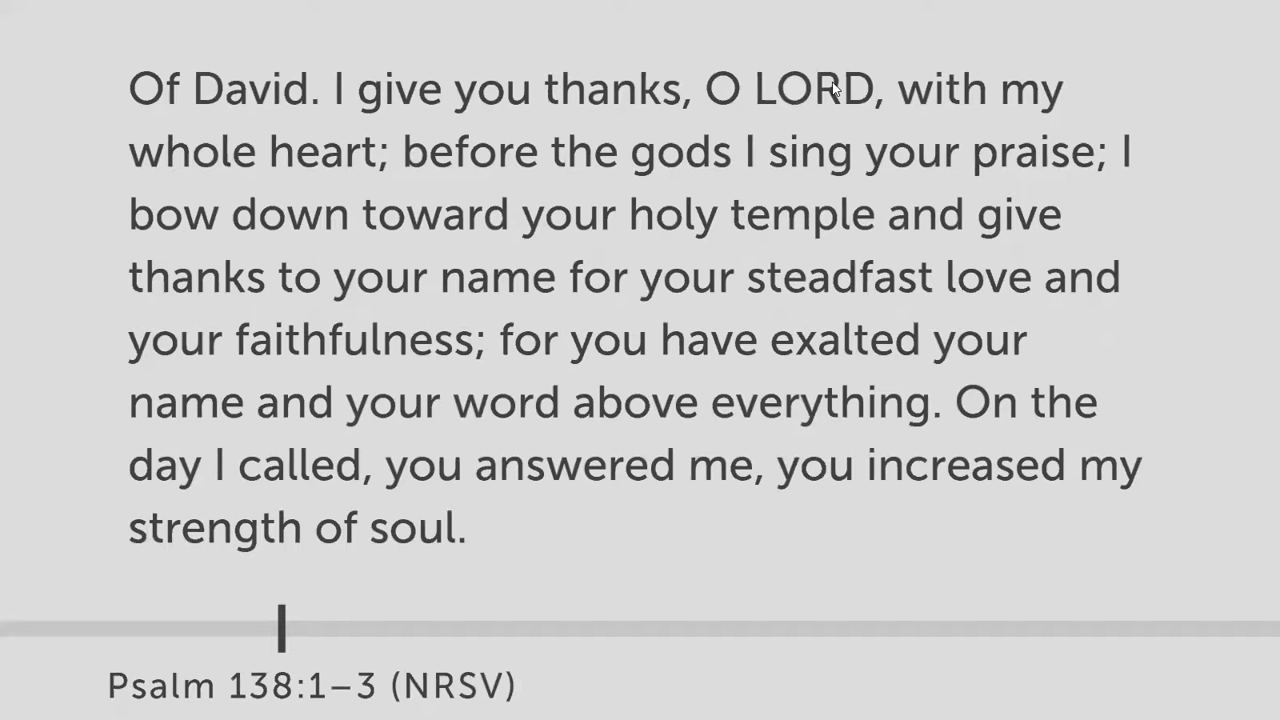 Of David. I give you thanks, O LORD, with my
whole heart; before the gods I sing your praise; I
bow down toward your holy temple and give
thanks to your name for your steadfast love and
your faithfulness; for you have exalted your
name and your word above everything. On the
day I called, you answered me, you increased my
strength of soul.
Psalm 138:1–3 (NRSV)